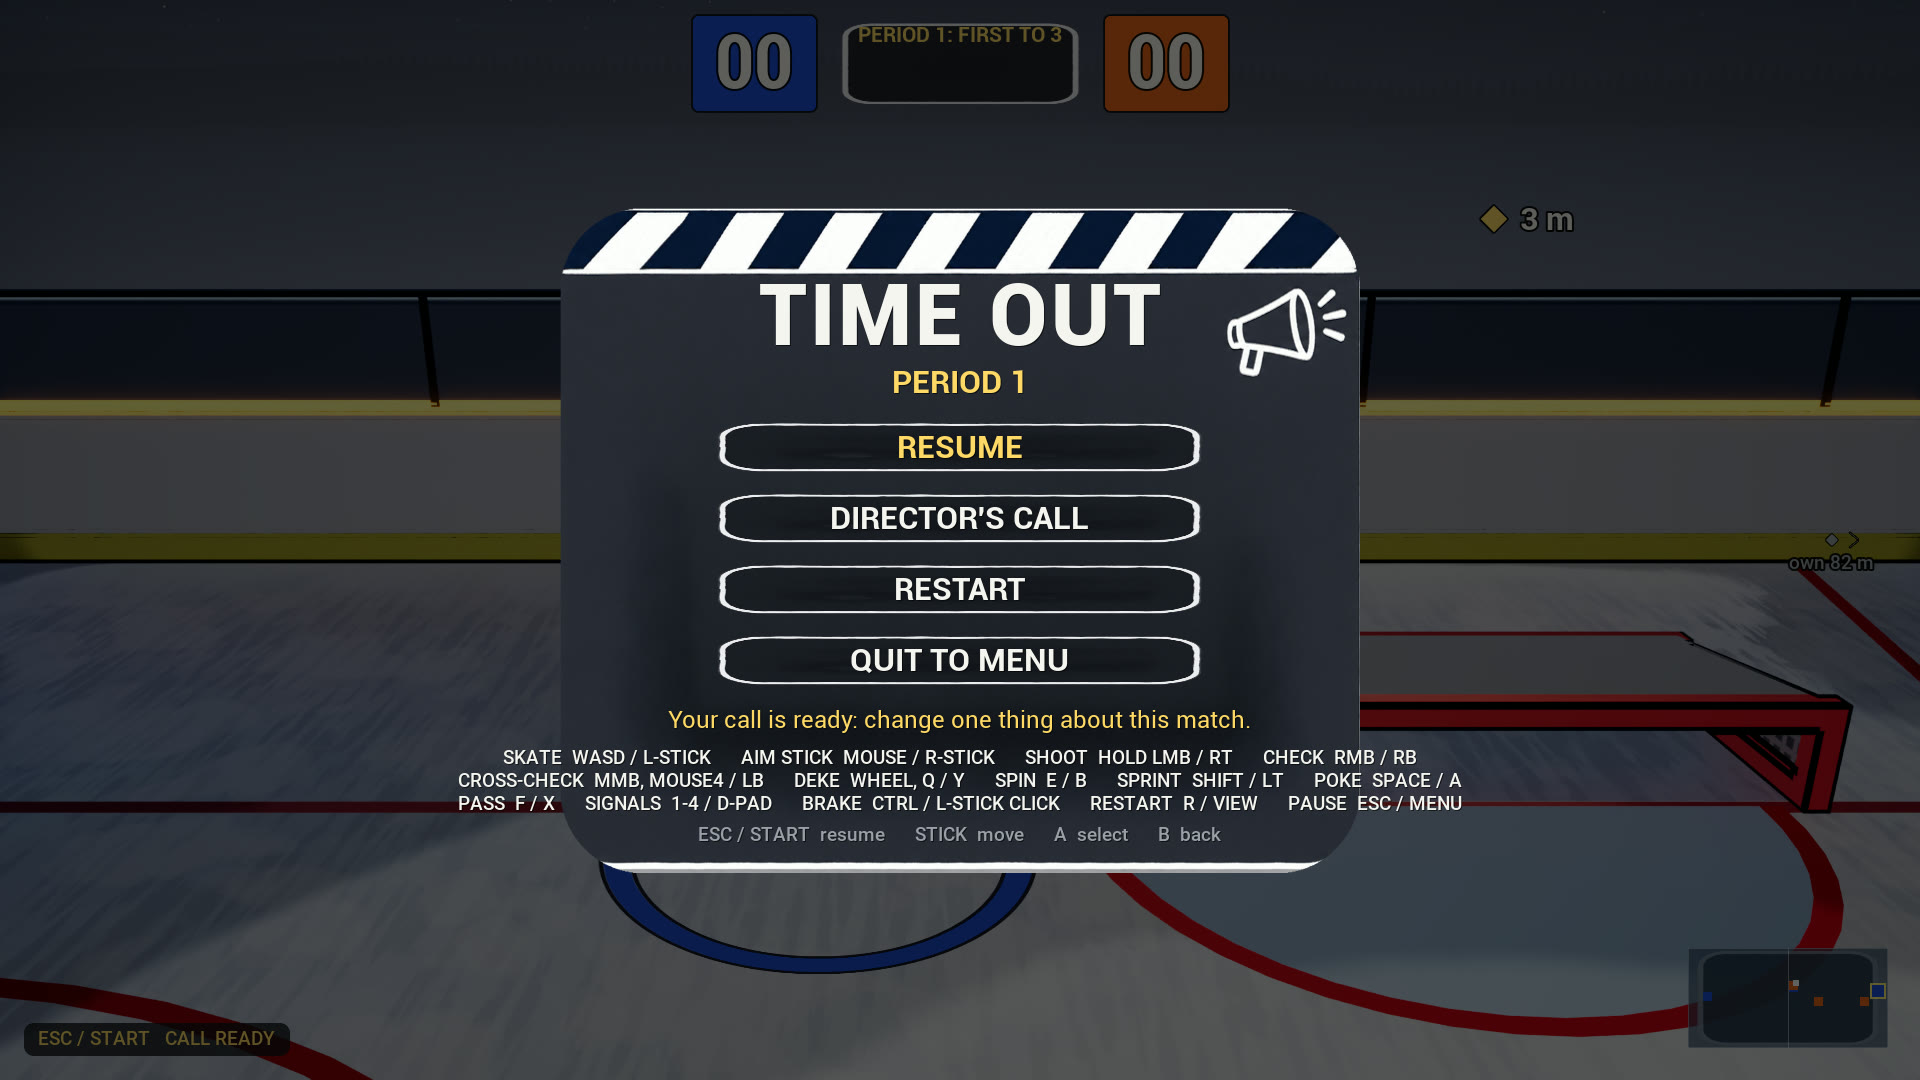 00 PERIOD 1: FIRST TO 3 00
3 m
TIME OUT
PERIOD 1
RESUME
DIRECTOR'S CALL
own 82 m
RESTART
QUIT TO MENU
Your call is ready: change one thing about this match.
SKATE WASD / L-STICK AIM STICK MOUSE / R-STICK SHOOT HOLD LMB / RT CHECK RMB / RB
CROSS-CHECK MMB, MOUSE4 / LB DEKE WHEEL, Q / Y SPIN E / B SPRINT SHIFT / LT POKE SPACE / A
PASS F / X SIGNALS 1-4 / D-PAD BRAKE CTRL / L-STICK CLICK RESTART R / VIEW PAUSE ESC / MENU
ESC / START resume STICK move A select B back
ESC / START CALL READY